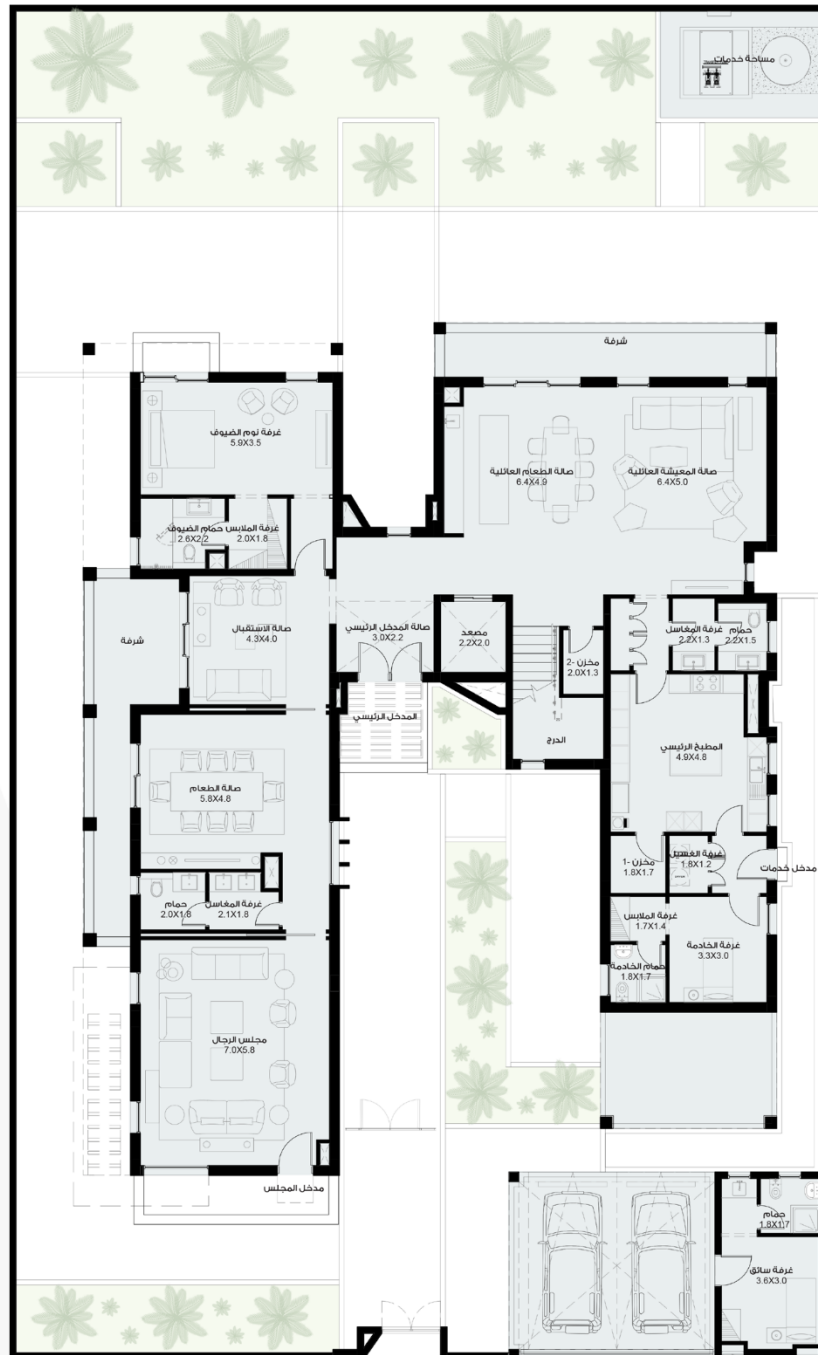 مساحة خدمات
شرفة
غرفة نوم الضيوف
5.9X3.5
صالة الطعام العائلية
6.4X4.9
صالة المعيشة العائلية
6.4X5.0
حمام الضيوف
2.6X2.2
غرفة الملابس
2.0X1.8
شرفة
صالة الاستقبال
4.3X4.0
صالة المدخل الرئيسي
3.0X2.2
مصعد
2.2X2.0
مخزن -2
2.0X1.3
غرفة المغاسل
2.2X1.3
حمام
2.2X1.5
المدخل الرئيسي
الدرج
المطبخ الرئيسي
4.9X4.8
صالة الطعام
5.8X4.8
مخزن -1
1.8X1.7
غرفة الغسيل
1.8X1.2
مدخل خدمات
حمام
2.0X1.8
غرفة المغاسل
2.1X1.8
غرفة الملابس
1.7X1.4
غرفة الخادمة
3.3X3.0
حمام الخادمة
1.8X1.7
مجلس الرجال
7.0X5.8
مدخل المجلس
حمام
1.8X1.7
غرفة سائق
3.6X3.0